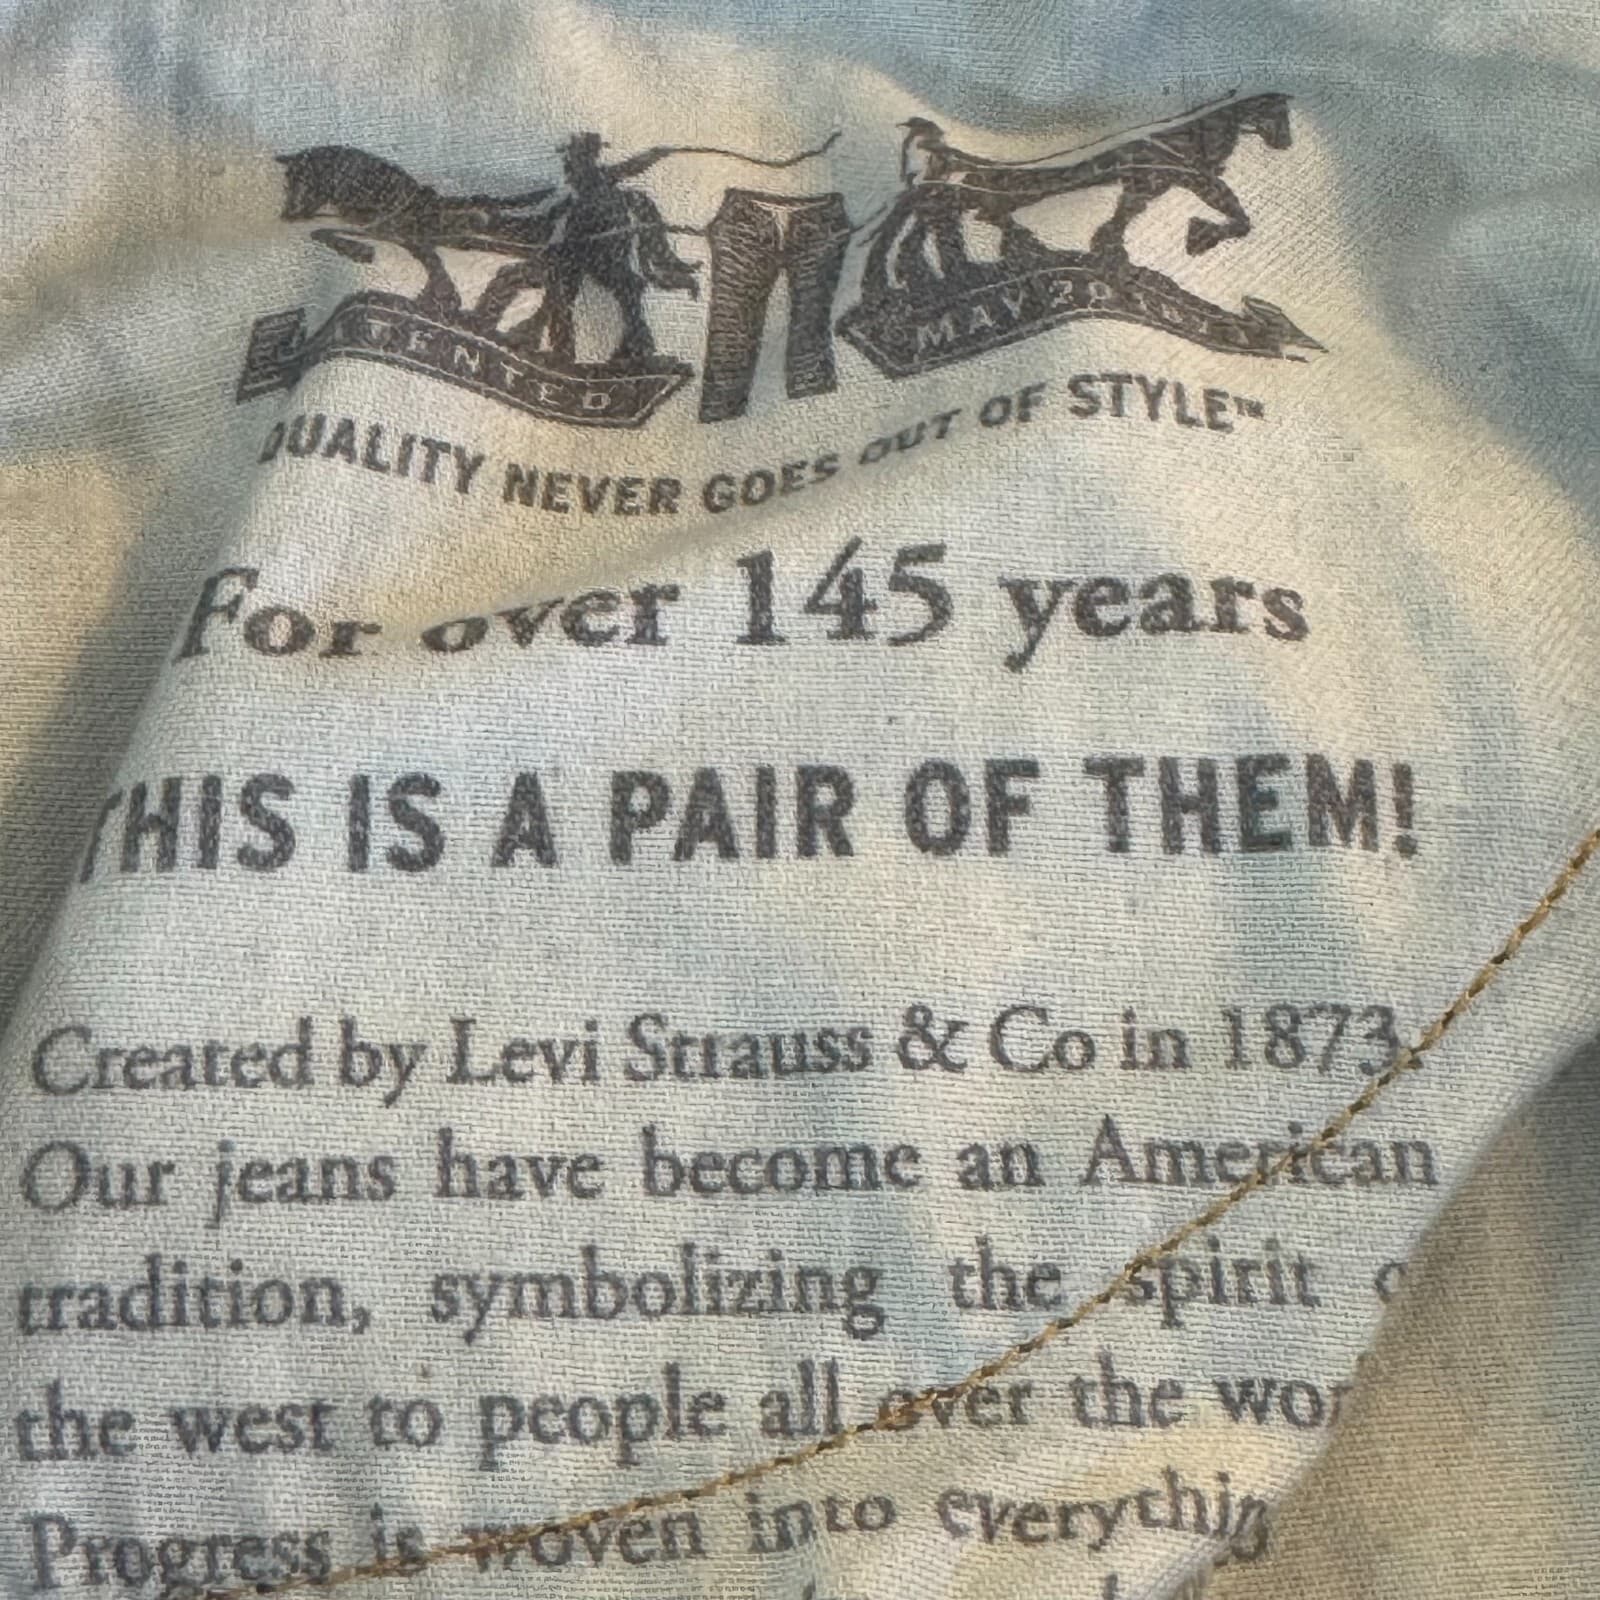 PATENTED
MAY 20 1873
QUALITY NEVER GOES OUT OF STYLE™
For over 145 years
THIS IS A PAIR OF THEM!
Created by Levi Strauss & Co in 1873.
Our jeans have become an American
tradition, symbolizing the spirit
the west to people all over the
Progress is woven into